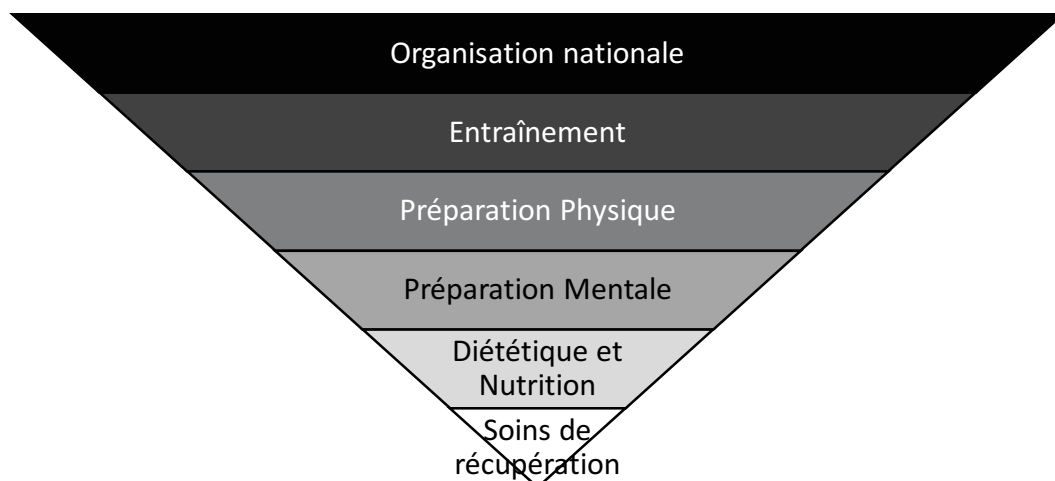 Organisation nationale
Entraînement
Préparation Physique
Préparation Mentale
Diététique et
Nutrition
Soins de
récupération